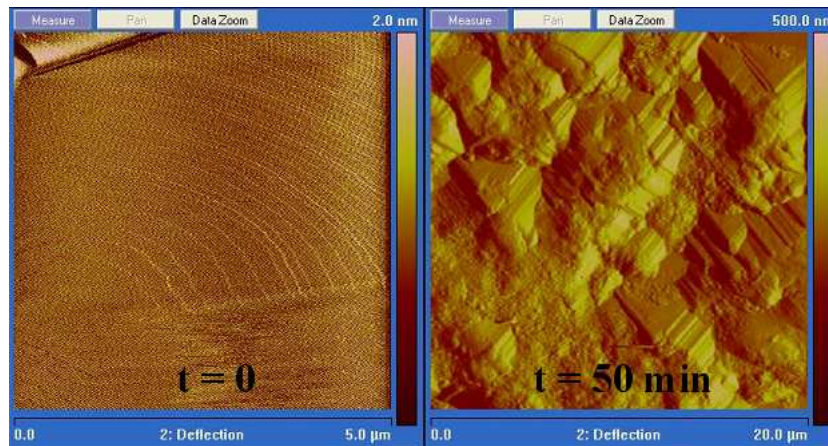 Measure Pan Data Zoom 2.0 nm
t = 0
0.0 2: Deflection 5.0 µm
Measure Pan Data Zoom 500.0 nm
t = 50 min
0.0 2: Deflection 20.0 µm